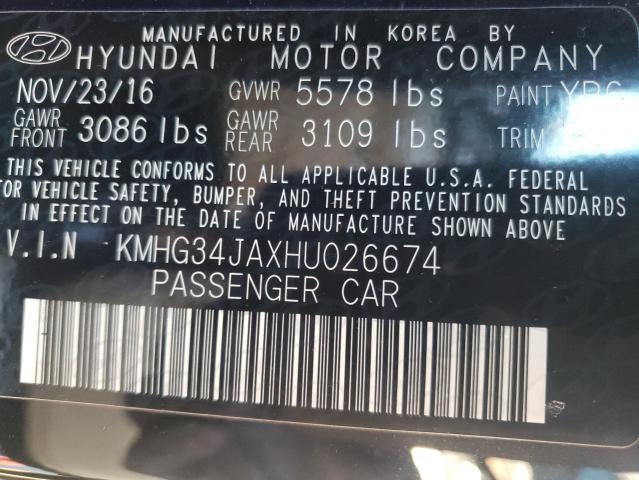 MANUFACTURED IN KOREA BY
HYUNDAI MOTOR COMPANY
NOV/23/16 GVWR 5578 lbs PAINT
GAWR FRONT 3086 lbs GAWR REAR 3109 lbs TRIM
THIS VEHICLE CONFORMS TO ALL APPLICABLE U.S.A. FEDERAL
VEHICLE SAFETY, BUMPER, AND THEFT PREVENTION STANDARDS
IN EFFECT ON THE DATE OF MANUFACTURE SHOWN ABOVE
V.I.N KMHG34JAXHU026674
PASSENGER CAR